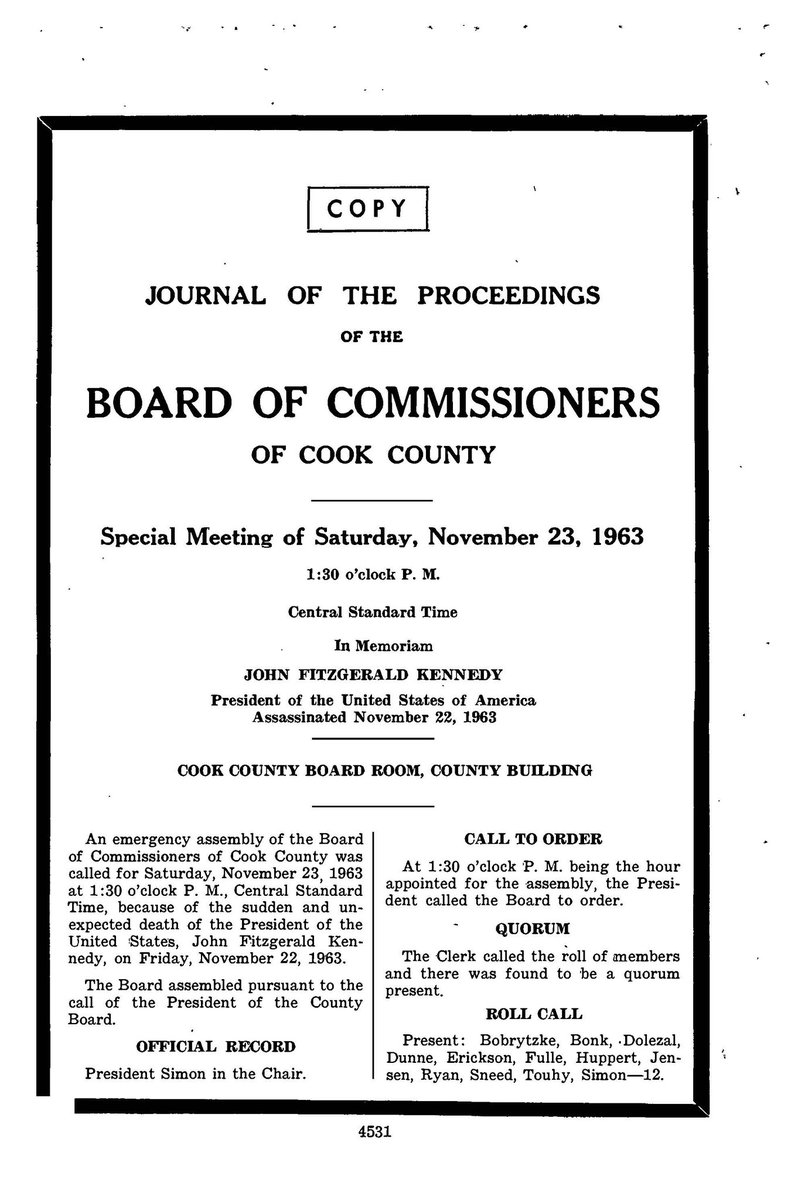 COPY
JOURNAL OF THE PROCEEDINGS
OF THE
BOARD OF COMMISSIONERS
OF COOK COUNTY
Special Meeting of Saturday, November 23, 1963
1:30 o'clock P. M.
Central Standard Time
In Memoriam
JOHN FITZGERALD KENNEDY
President of the United States of America
Assassinated November 22, 1963
COOK COUNTY BOARD ROOM, COUNTY BUILDING
An emergency assembly of the Board
of Commissioners of Cook County was
called for Saturday, November 23, 1963
at 1:30 o'clock P. M., Central Standard
Time, because of the sudden and un-
expected death of the President of the
United States, John Fitzgerald Ken-
nedy, on Friday, November 22, 1963.
The Board assembled pursuant to the
call of the President of the County
Board.
OFFICIAL RECORD
President Simon in the Chair.
CALL TO ORDER
At 1:30 o'clock P. M. being the hour
appointed for the assembly, the Presi-
dent called the Board to order.
QUORUM
The Clerk called the roll of members
and there was found to be a quorum
present.
ROLL CALL
Present: Bobrytzke, Bonk, Dolezal,
Dunne, Erickson, Fulle, Huppert, Jen-
sen, Ryan, Sneed, Touhy, Simon—12.
4531